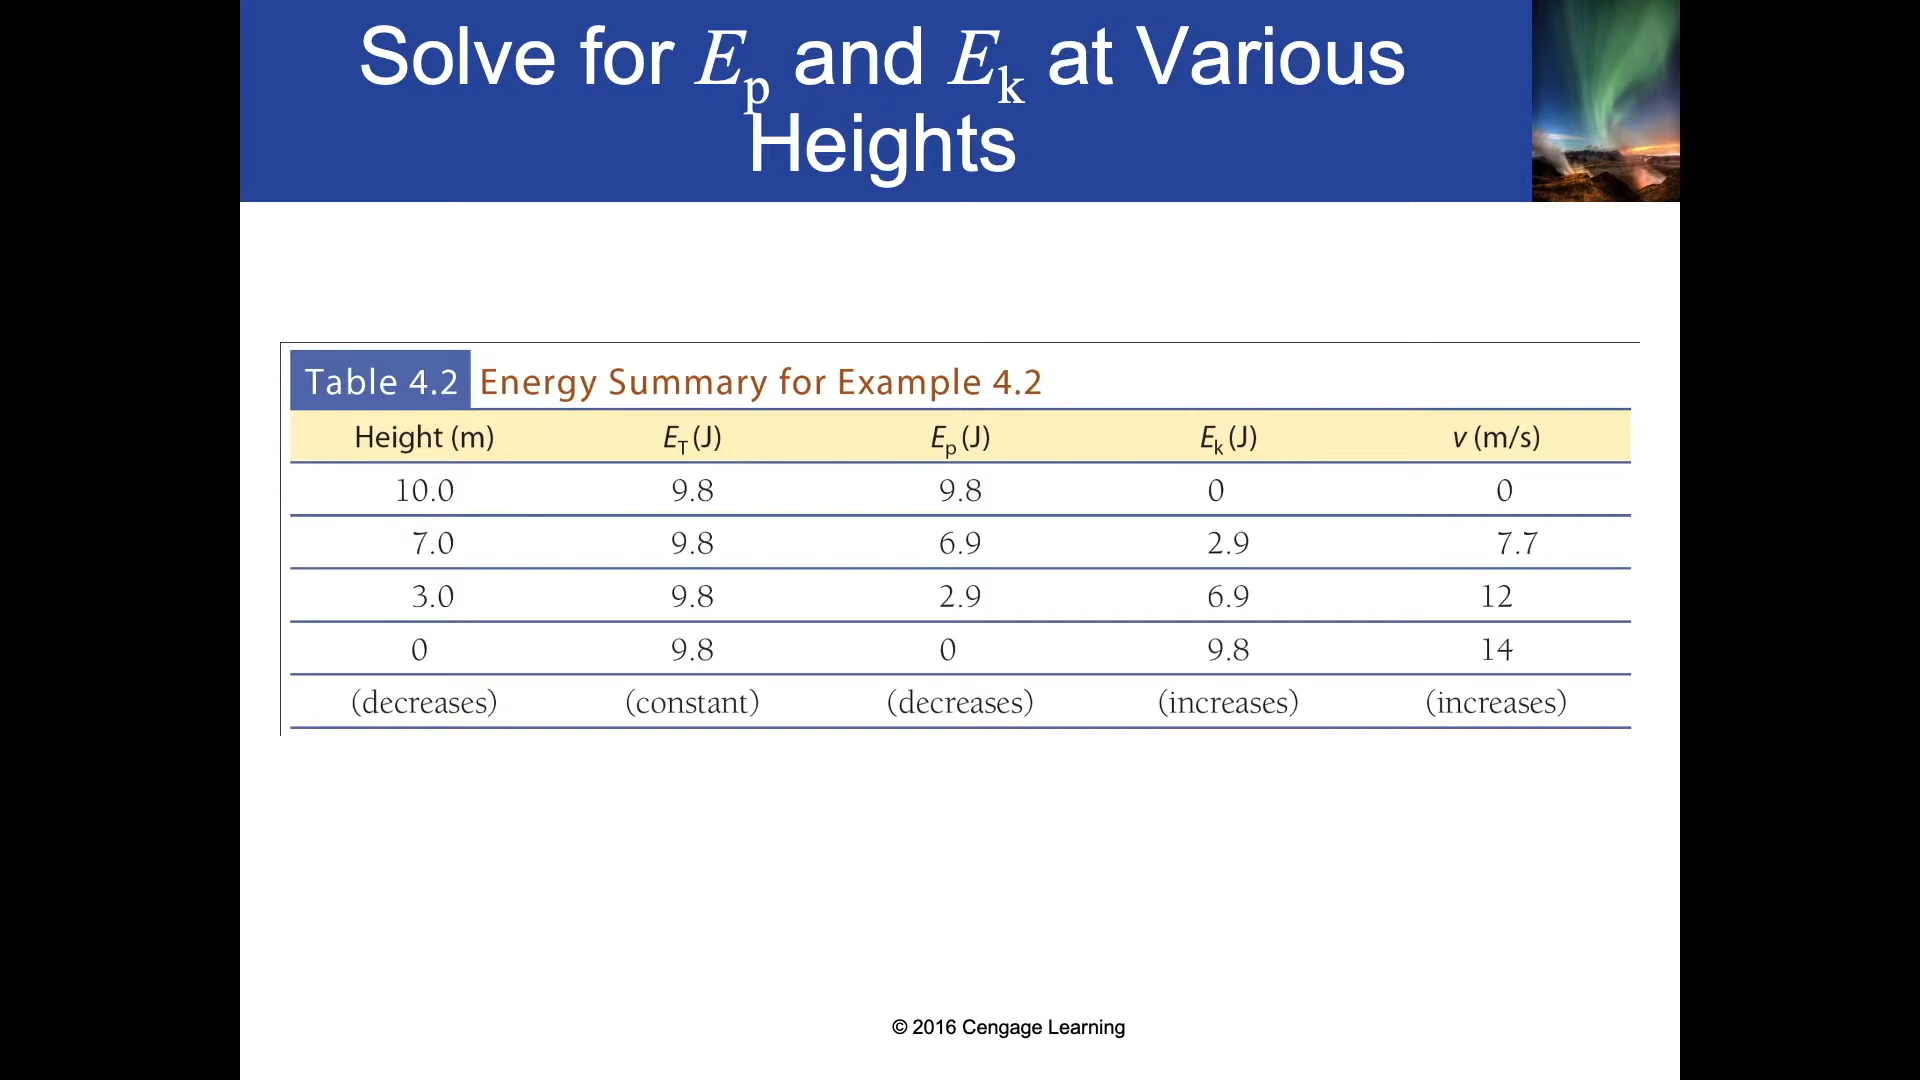 Solve for Ep and Ek at Various
Heights
Table 4.2 Energy Summary for Example 4.2
Height (m) ET (J) Ep (J) Ek (J) v (m/s)
10.0 9.8 9.8 0 0
7.0 9.8 6.9 2.9 7.7
3.0 9.8 2.9 6.9 12
0 9.8 0 9.8 14
(decreases) (constant) (decreases) (increases) (increases)
© 2016 Cengage Learning